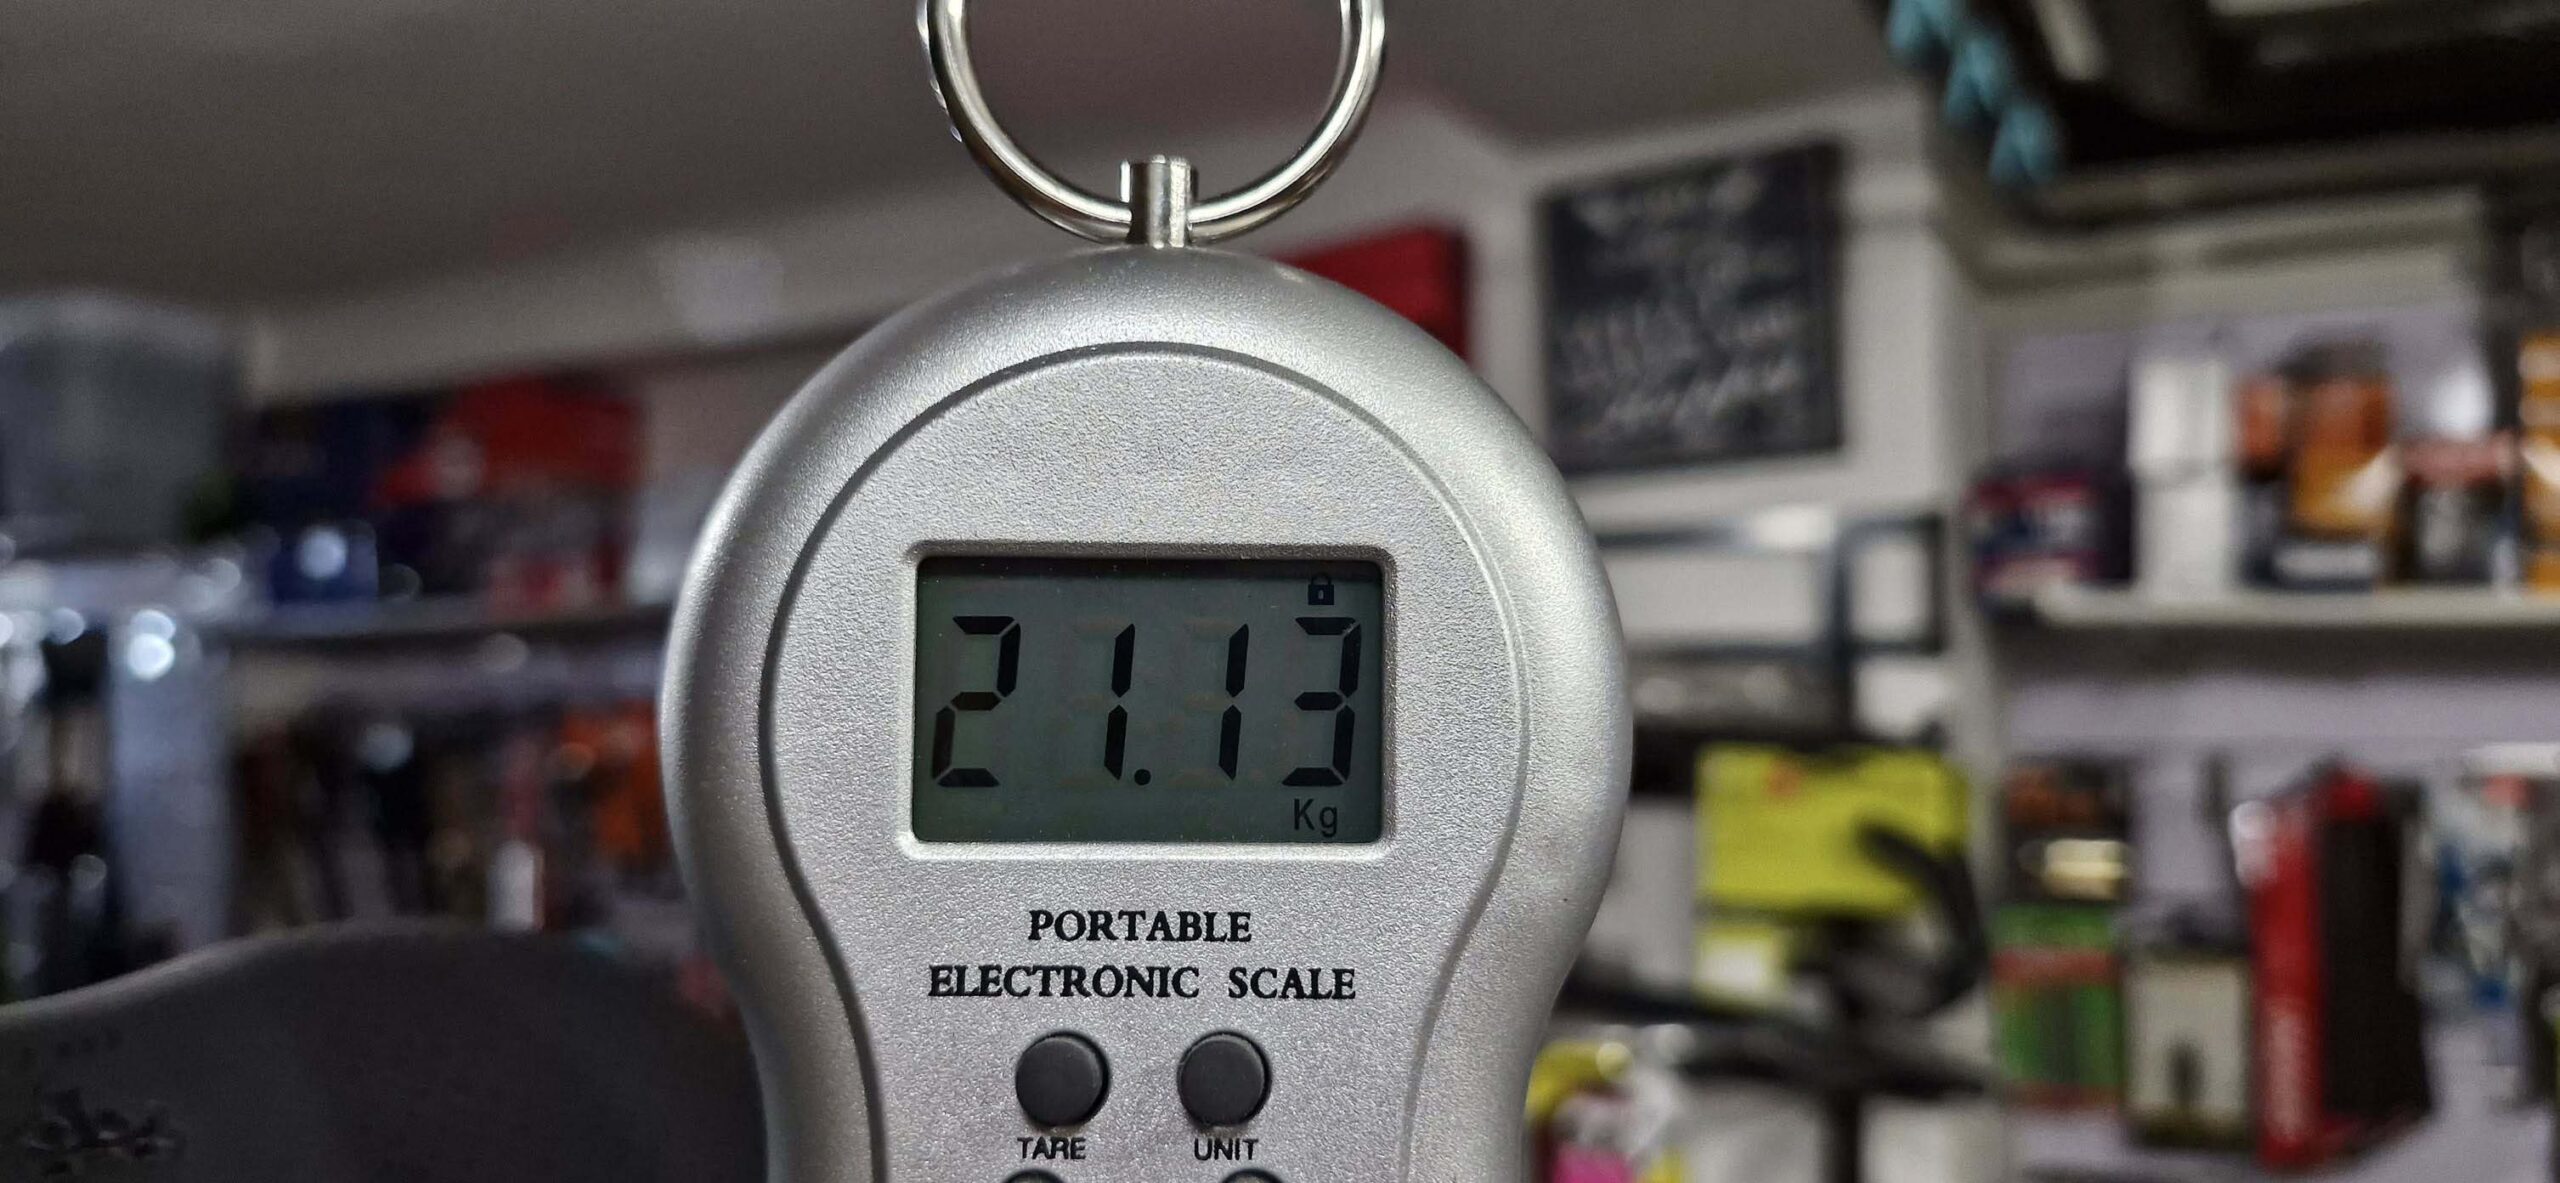 21.13
Kg
PORTABLE
ELECTRONIC SCALE
TARE UNIT